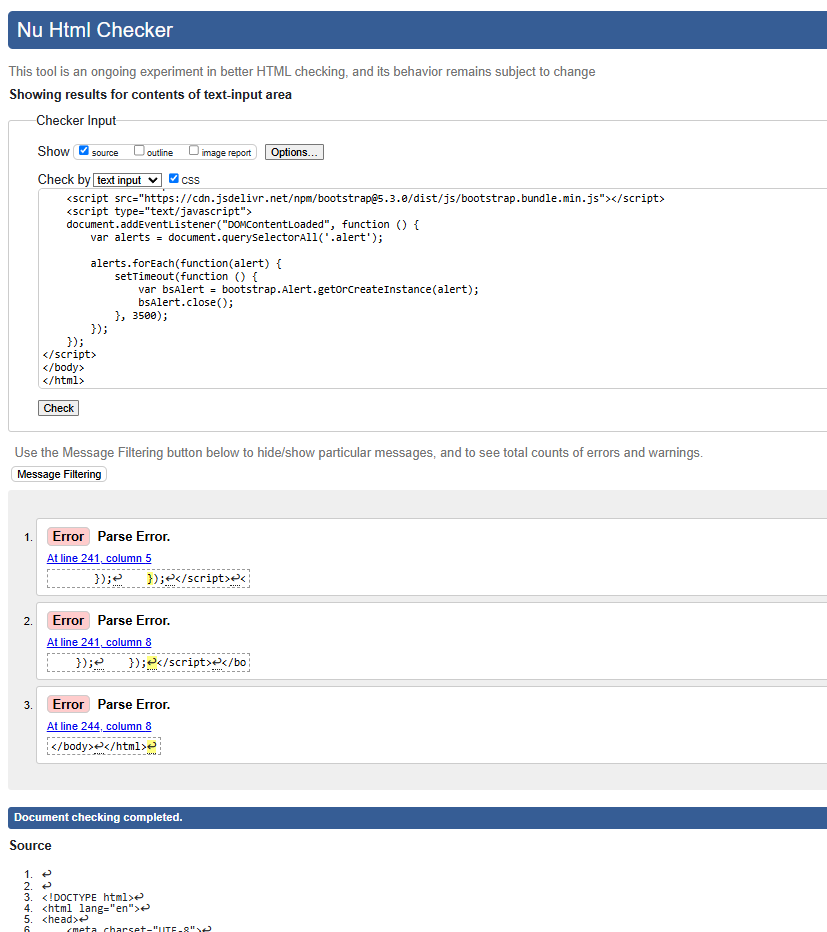 Nu Html Checker
This tool is an ongoing experiment in better HTML checking, and its behavior remains subject to change
Showing results for contents of text-input area
Checker Input
Show source outline image report Options...
Check by text input CSS
<script src="https://cdn.jsdelivr.net/npm/bootstrap@5.3.0/dist/js/bootstrap.bundle.min.js"></script>
<script type="text/javascript">
document.addEventListener("DOMContentLoaded", function () {
var alerts = document.querySelectorAll('.alert');
alerts.forEach(function(alert) {
setTimeout(function () {
var bsAlert = bootstrap.Alert.getOrCreateInstance(alert);
bsAlert.close();
}, 3500);
});
});
</script>
</body>
</html>
Check
Use the Message Filtering button below to hide/show particular messages, and to see total counts of errors and warnings.
Message Filtering
1. Error Parse Error.
At line 241, column 5
});↩ });↩</script>↩<
2. Error Parse Error.
At line 241, column 8
});↩ });↩</script>↩</bo
3. Error Parse Error.
At line 244, column 8
</body>↩</html>↩
Document checking completed.
Source
1. ↩
2. ↩
3. <!DOCTYPE html>↩
4. <html lang="en">↩
5. <head>↩
6. <meta charset="UTF-8">↩